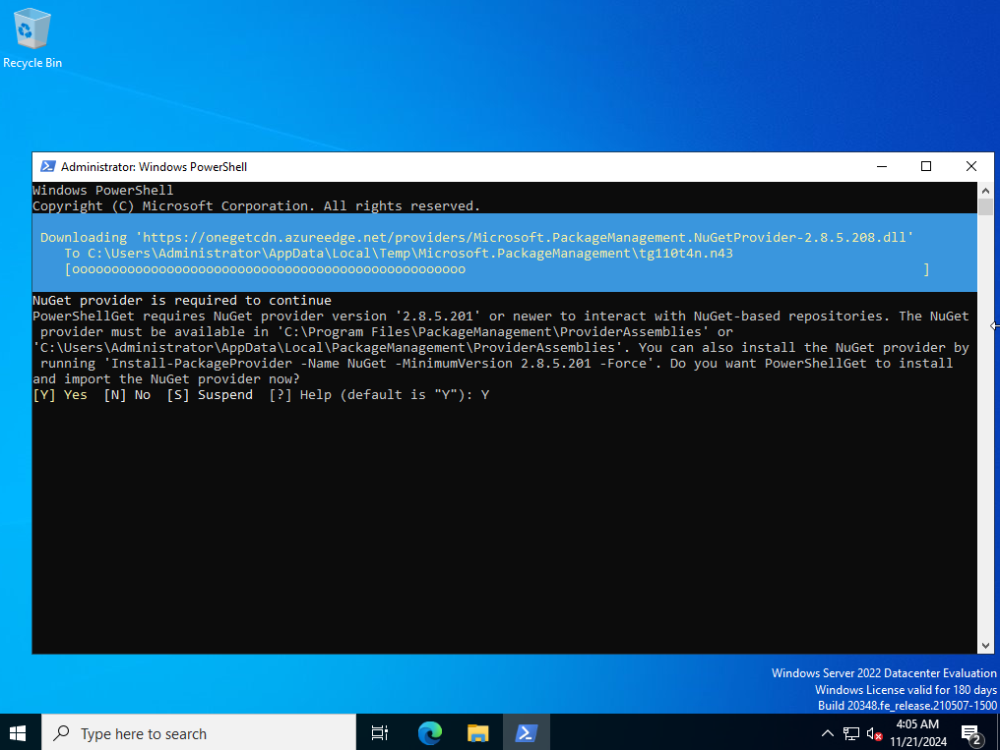 Recycle Bin
Administrator: Windows PowerShell
Windows PowerShell
Copyright (C) Microsoft Corporation. All rights reserved.
Downloading 'https://onegetcdn.azureedge.net/providers/Microsoft.PackageManagement.NuGetProvider-2.8.5.208.dll'
To C:\Users\Administrator\AppData\Local\Temp\Microsoft.PackageManagement\tg110t4n.n43
[oooooooooooooooooooooooooooooooooooooooooooooooooo ]
NuGet provider is required to continue
PowerShellGet requires NuGet provider version '2.8.5.201' or newer to interact with NuGet-based repositories. The NuGet
provider must be available in 'C:\Program Files\PackageManagement\ProviderAssemblies' or
'C:\Users\Administrator\AppData\Local\PackageManagement\ProviderAssemblies'. You can also install the NuGet provider by
running 'Install-PackageProvider -Name NuGet -MinimumVersion 2.8.5.201 -Force'. Do you want PowerShellGet to install
and import the NuGet provider now?
[Y] Yes  [N] No  [S] Suspend  [?] Help (default is "Y"): Y
Windows Server 2022 Datacenter Evaluation
Windows License valid for 180 days
Build 20348.fe_release.210507-1500
Type here to search
4:05 AM
11/21/2024
2